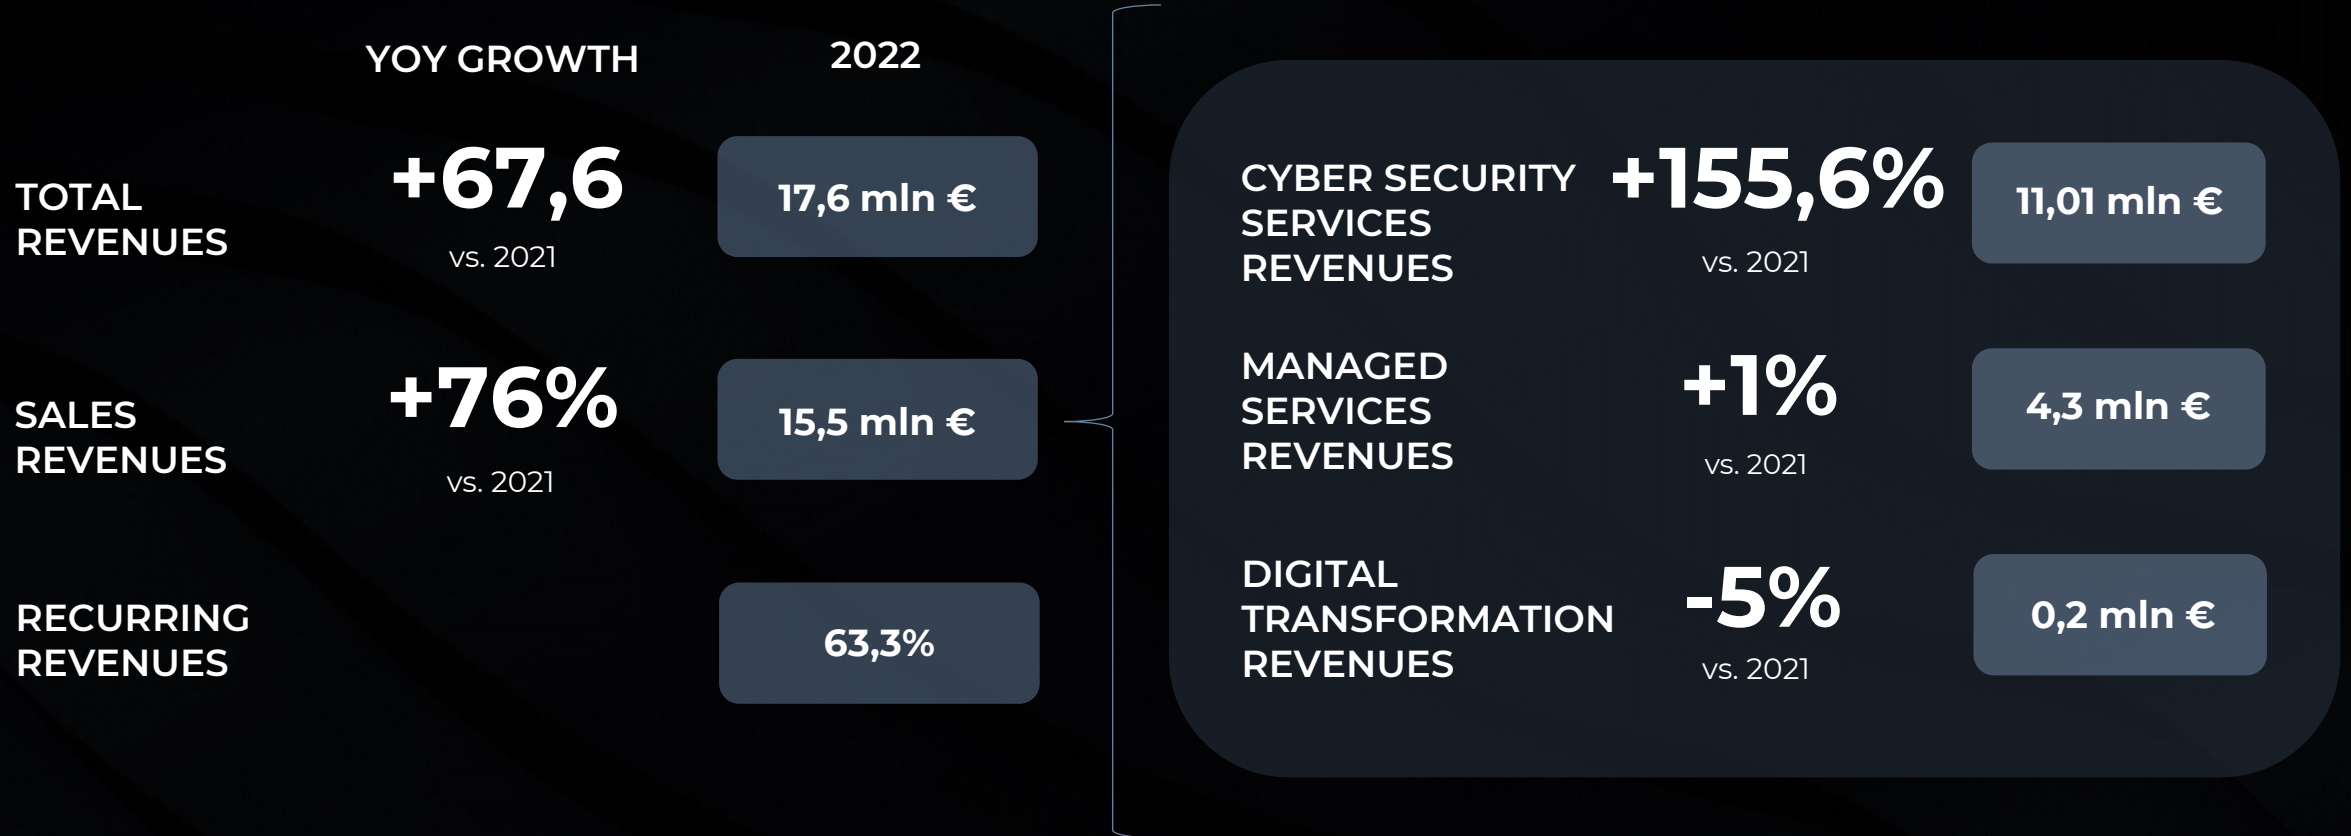 YOY GROWTH
2022
TOTAL
REVENUES
+67,6
vs. 2021
17,6 mln €
SALES
REVENUES
+76%
vs. 2021
15,5 mln €
RECURRING
REVENUES
63,3%
CYBER SECURITY
SERVICES
REVENUES
+155,6%
vs. 2021
11,01 mln €
MANAGED
SERVICES
REVENUES
+1%
vs. 2021
4,3 mln €
DIGITAL
TRANSFORMATION
REVENUES
-5%
vs. 2021
0,2 mln €